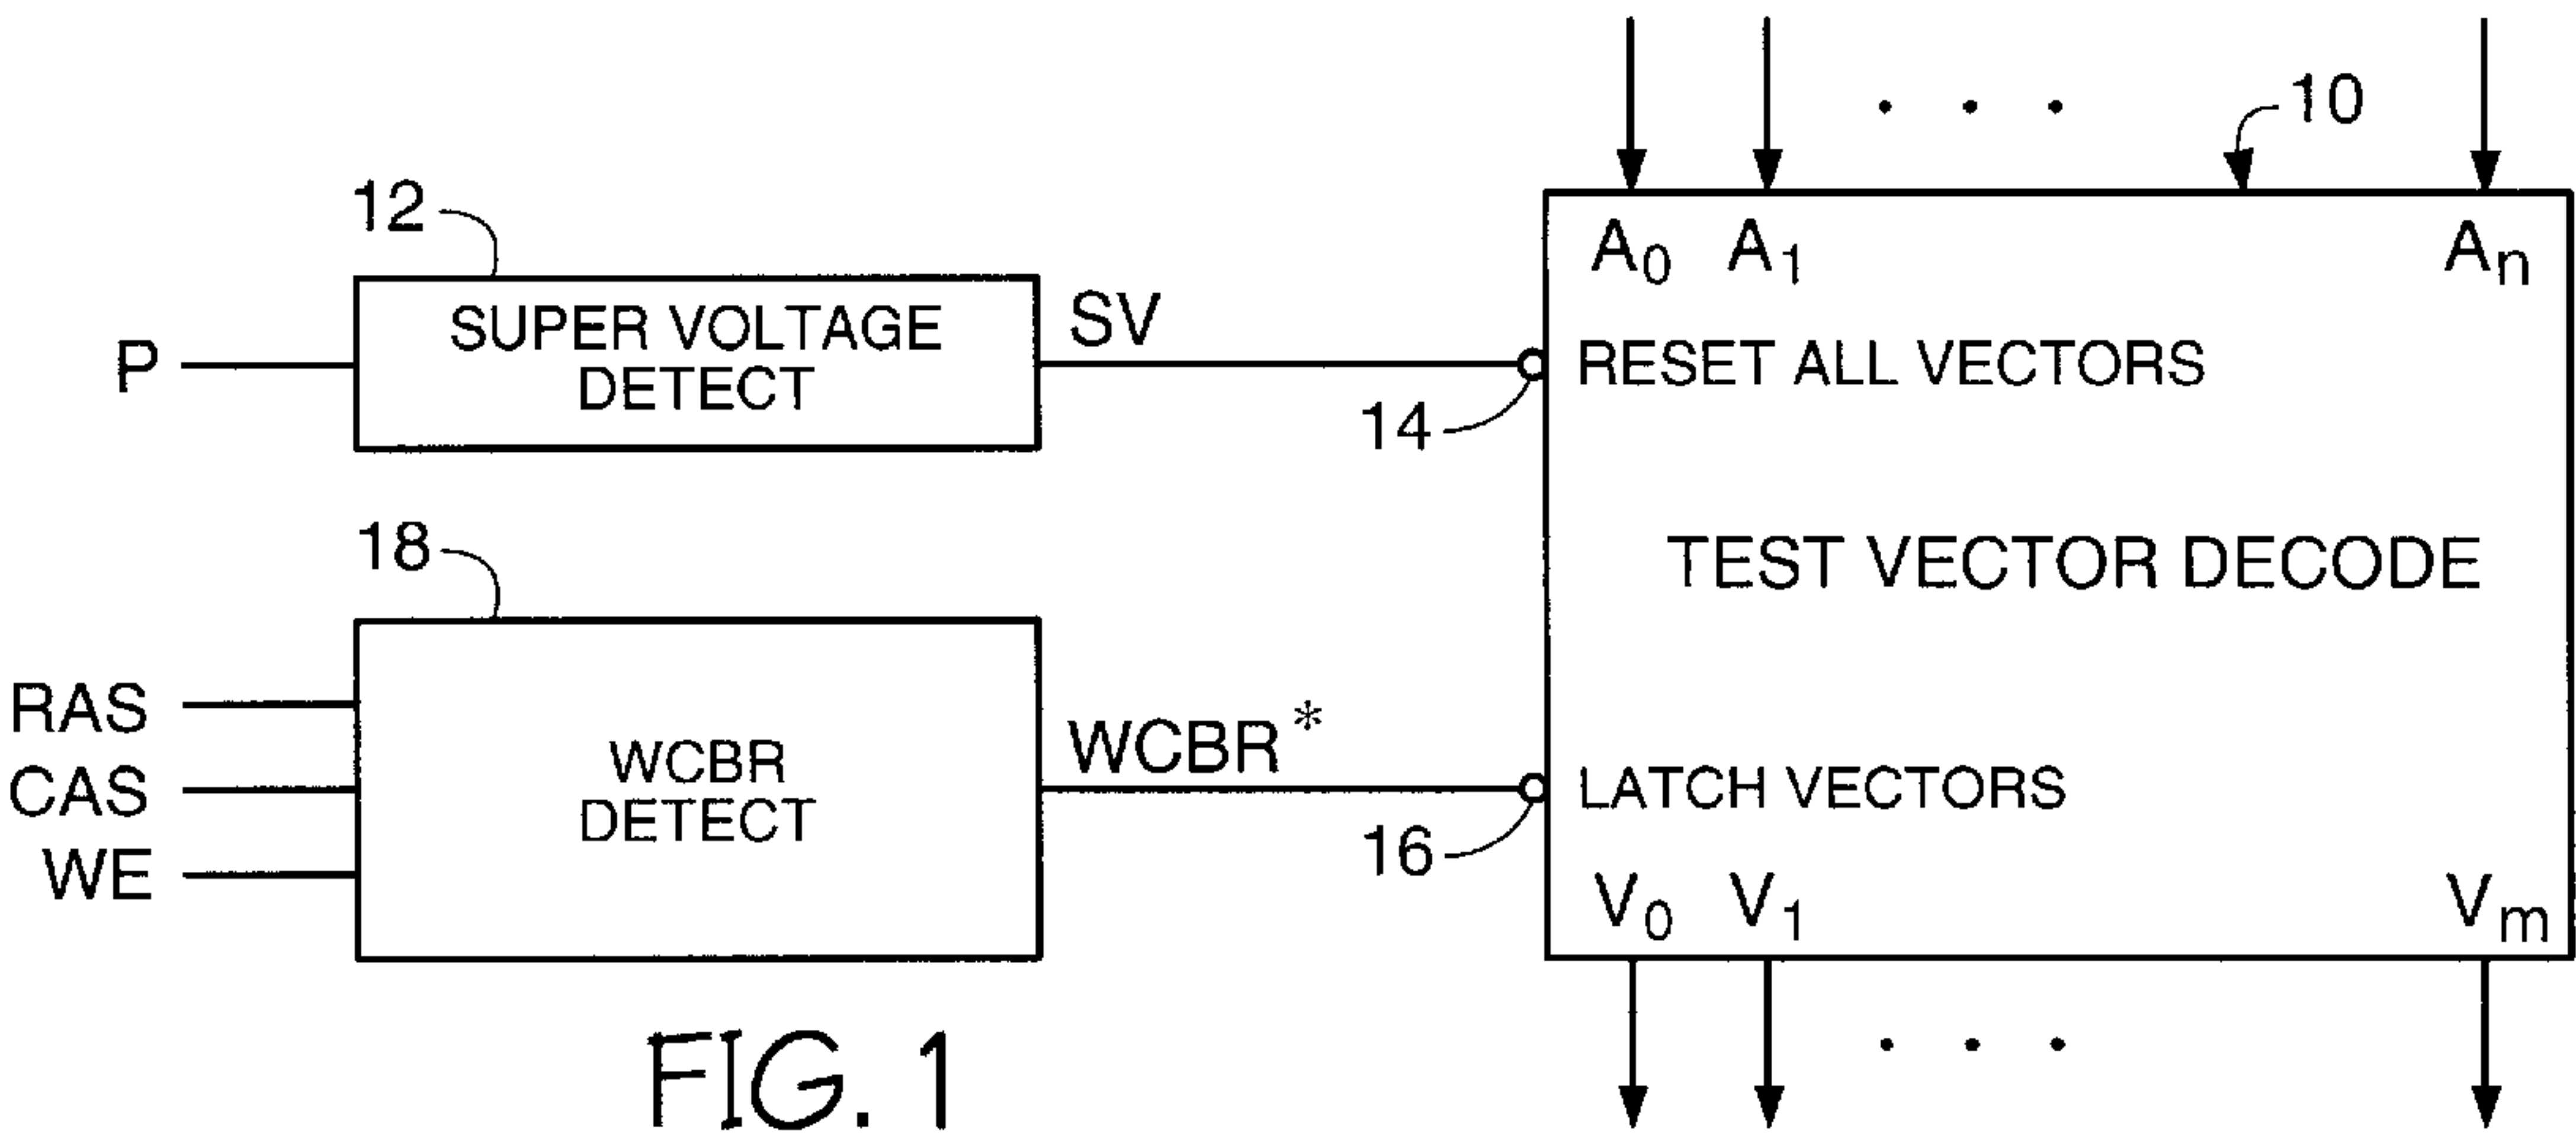 10
A0 A1 An
12
SUPER VOLTAGE
DETECT
P
SV
RESET ALL VECTORS
14
TEST VECTOR DECODE
18
RAS
CAS
WE
WCBR
DETECT
WCBR*
LATCH VECTORS
16
V0 V1 Vm
FIG. 1